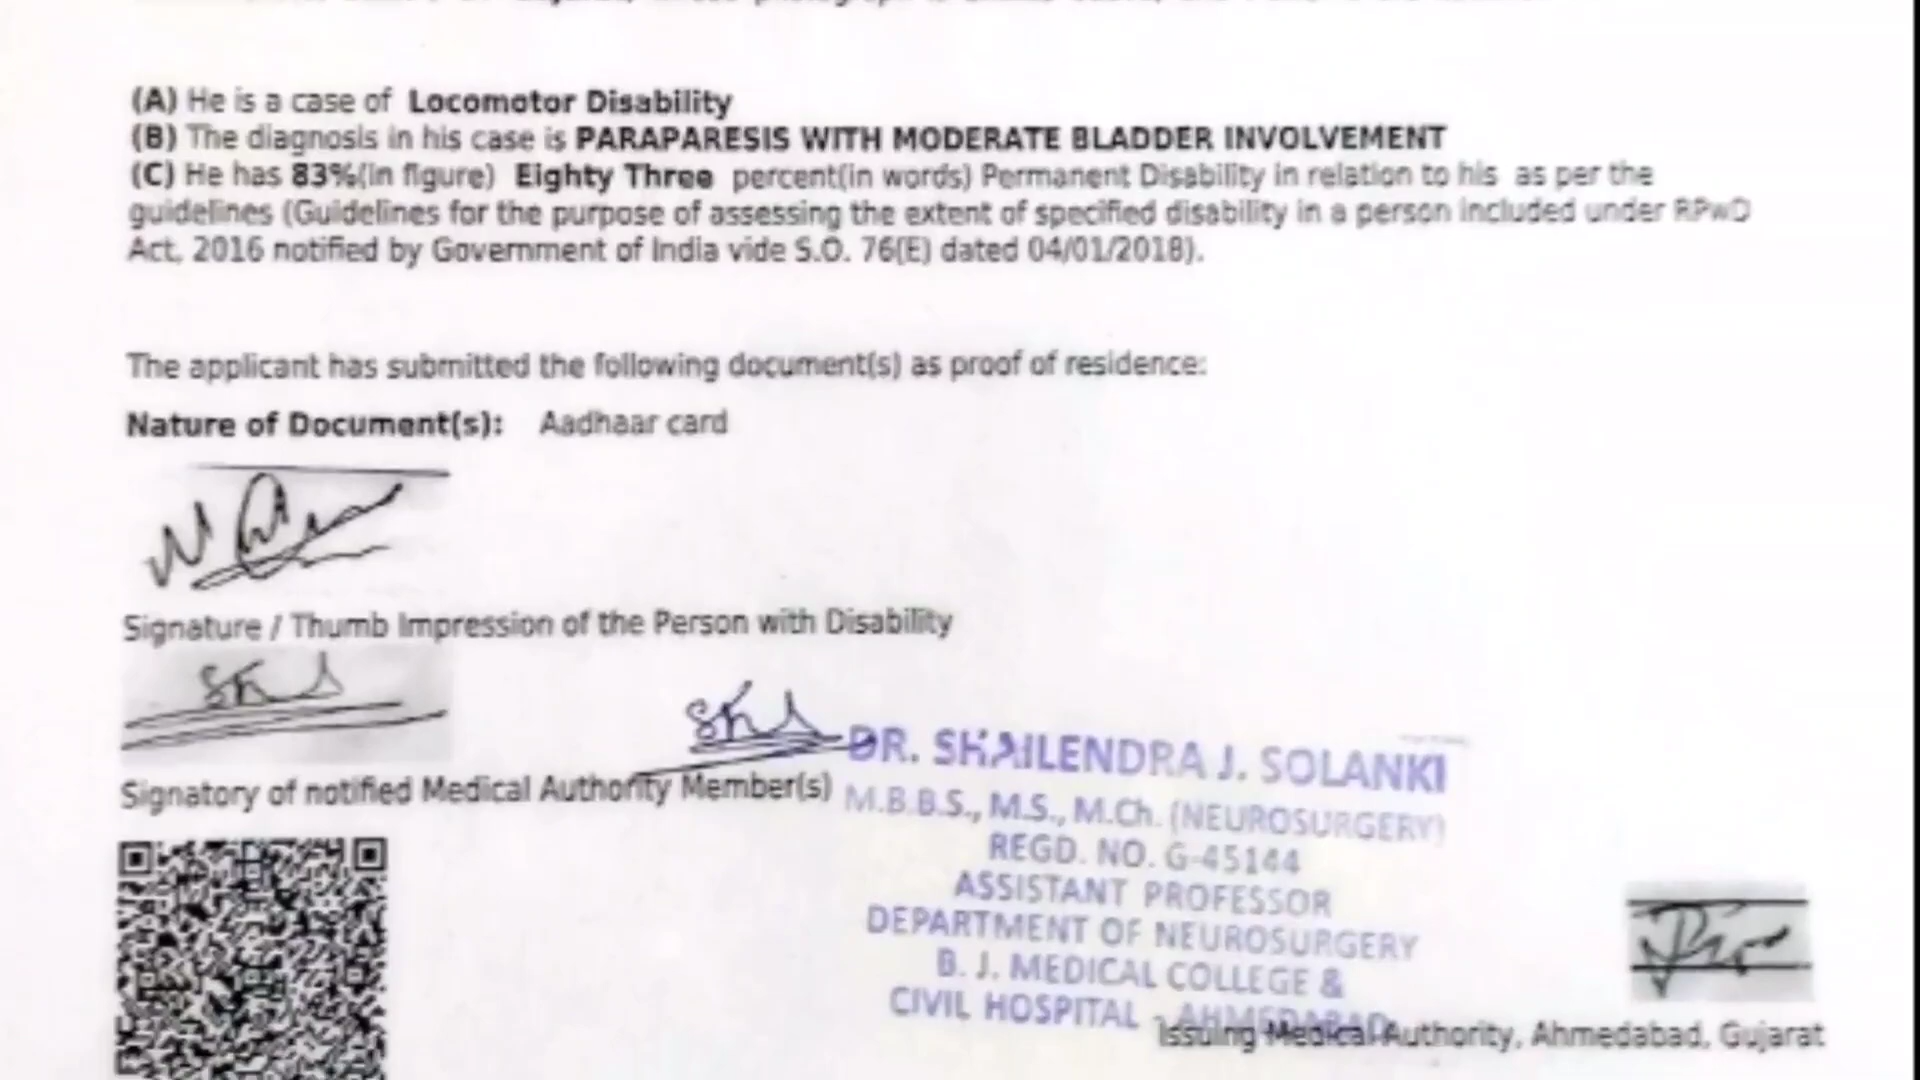 (A) He is a case of Locomotor Disability
(B) The diagnosis in his case is PARAPARESIS WITH MODERATE BLADDER INVOLVEMENT
(C) He has 83%(in figure) Eighty Three percent(in words) Permanent Disability in relation to his as per the
guidelines (Guidelines for the purpose of assessing the extent of specified disability in a person included under RPwD
Act, 2016 notified by Government of India vide S.O. 76(E) dated 04/01/2018).
The applicant has submitted the following document(s) as proof of residence:
Nature of Document(s): Aadhaar card
Signature / Thumb Impression of the Person with Disability
Signatory of notified Medical Authority Member(s)
DR. SHAILENDRA J. SOLANKI
M.B.B.S., M.S., M.Ch. (NEUROSURGERY)
REGD. NO. G-45144
ASSISTANT PROFESSOR
DEPARTMENT OF NEUROSURGERY
B. J. MEDICAL COLLEGE &
CIVIL HOSPITAL - AHMEDABAD
Issuing Medical Authority, Ahmedabad, Gujarat